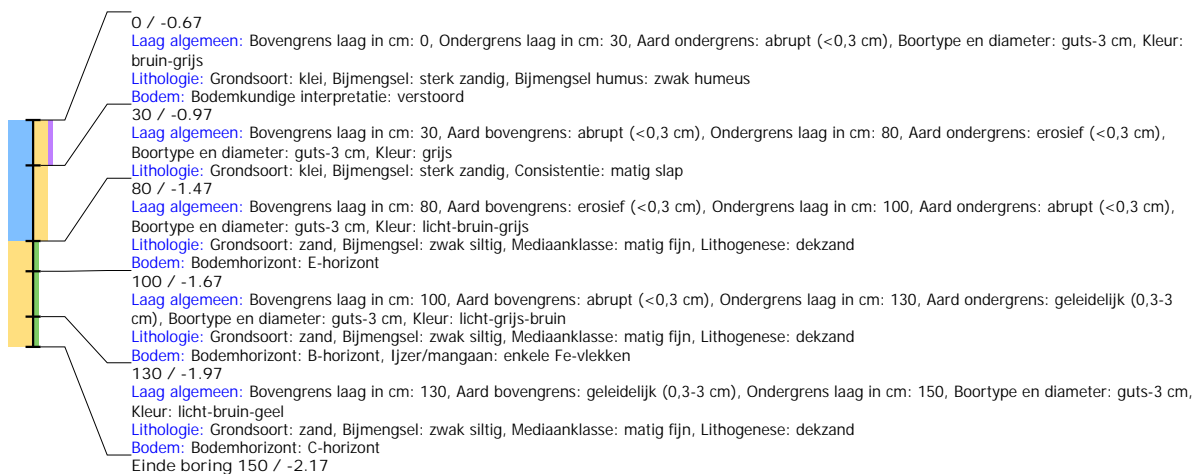 0 / -0.67
Laag algemeen: Bovengrens laag in cm: 0, Ondergrens laag in cm: 30, Aard ondergrens: abrupt (<0,3 cm), Boortype en diameter: guts-3 cm, Kleur:
bruin-grijs
Lithologie: Grondsoort: klei, Bijmengsel: sterk zandig, Bijmengsel humus: zwak humeus
Bodem: Bodemkundige interpretatie: verstoord
30 / -0.97
Laag algemeen: Bovengrens laag in cm: 30, Aard bovengrens: abrupt (<0,3 cm), Ondergrens laag in cm: 80, Aard ondergrens: erosief (<0,3 cm),
Boortype en diameter: guts-3 cm, Kleur: grijs
Lithologie: Grondsoort: klei, Bijmengsel: sterk zandig, Consistentie: matig slap
80 / -1.47
Laag algemeen: Bovengrens laag in cm: 80, Aard bovengrens: erosief (<0,3 cm), Ondergrens laag in cm: 100, Aard ondergrens: abrupt (<0,3 cm),
Boortype en diameter: guts-3 cm, Kleur: licht-bruin-grijs
Lithologie: Grondsoort: zand, Bijmengsel: zwak siltig, Mediaanklasse: matig fijn, Lithogenese: dekzand
Bodem: Bodemhorizont: E-horizont
100 / -1.67
Laag algemeen: Bovengrens laag in cm: 100, Aard bovengrens: abrupt (<0,3 cm), Ondergrens laag in cm: 130, Aard ondergrens: geleidelijk (0,3-3
cm), Boortype en diameter: guts-3 cm, Kleur: licht-grijs-bruin
Lithologie: Grondsoort: zand, Bijmengsel: zwak siltig, Mediaanklasse: matig fijn, Lithogenese: dekzand
Bodem: Bodemhorizont: B-horizont, Ijzer/mangaan: enkele Fe-vlekken
130 / -1.97
Laag algemeen: Bovengrens laag in cm: 130, Aard bovengrens: geleidelijk (0,3-3 cm), Ondergrens laag in cm: 150, Boortype en diameter: guts-3 cm,
Kleur: licht-bruin-geel
Lithologie: Grondsoort: zand, Bijmengsel: zwak siltig, Mediaanklasse: matig fijn, Lithogenese: dekzand
Bodem: Bodemhorizont: C-horizont
Einde boring 150 / -2.17